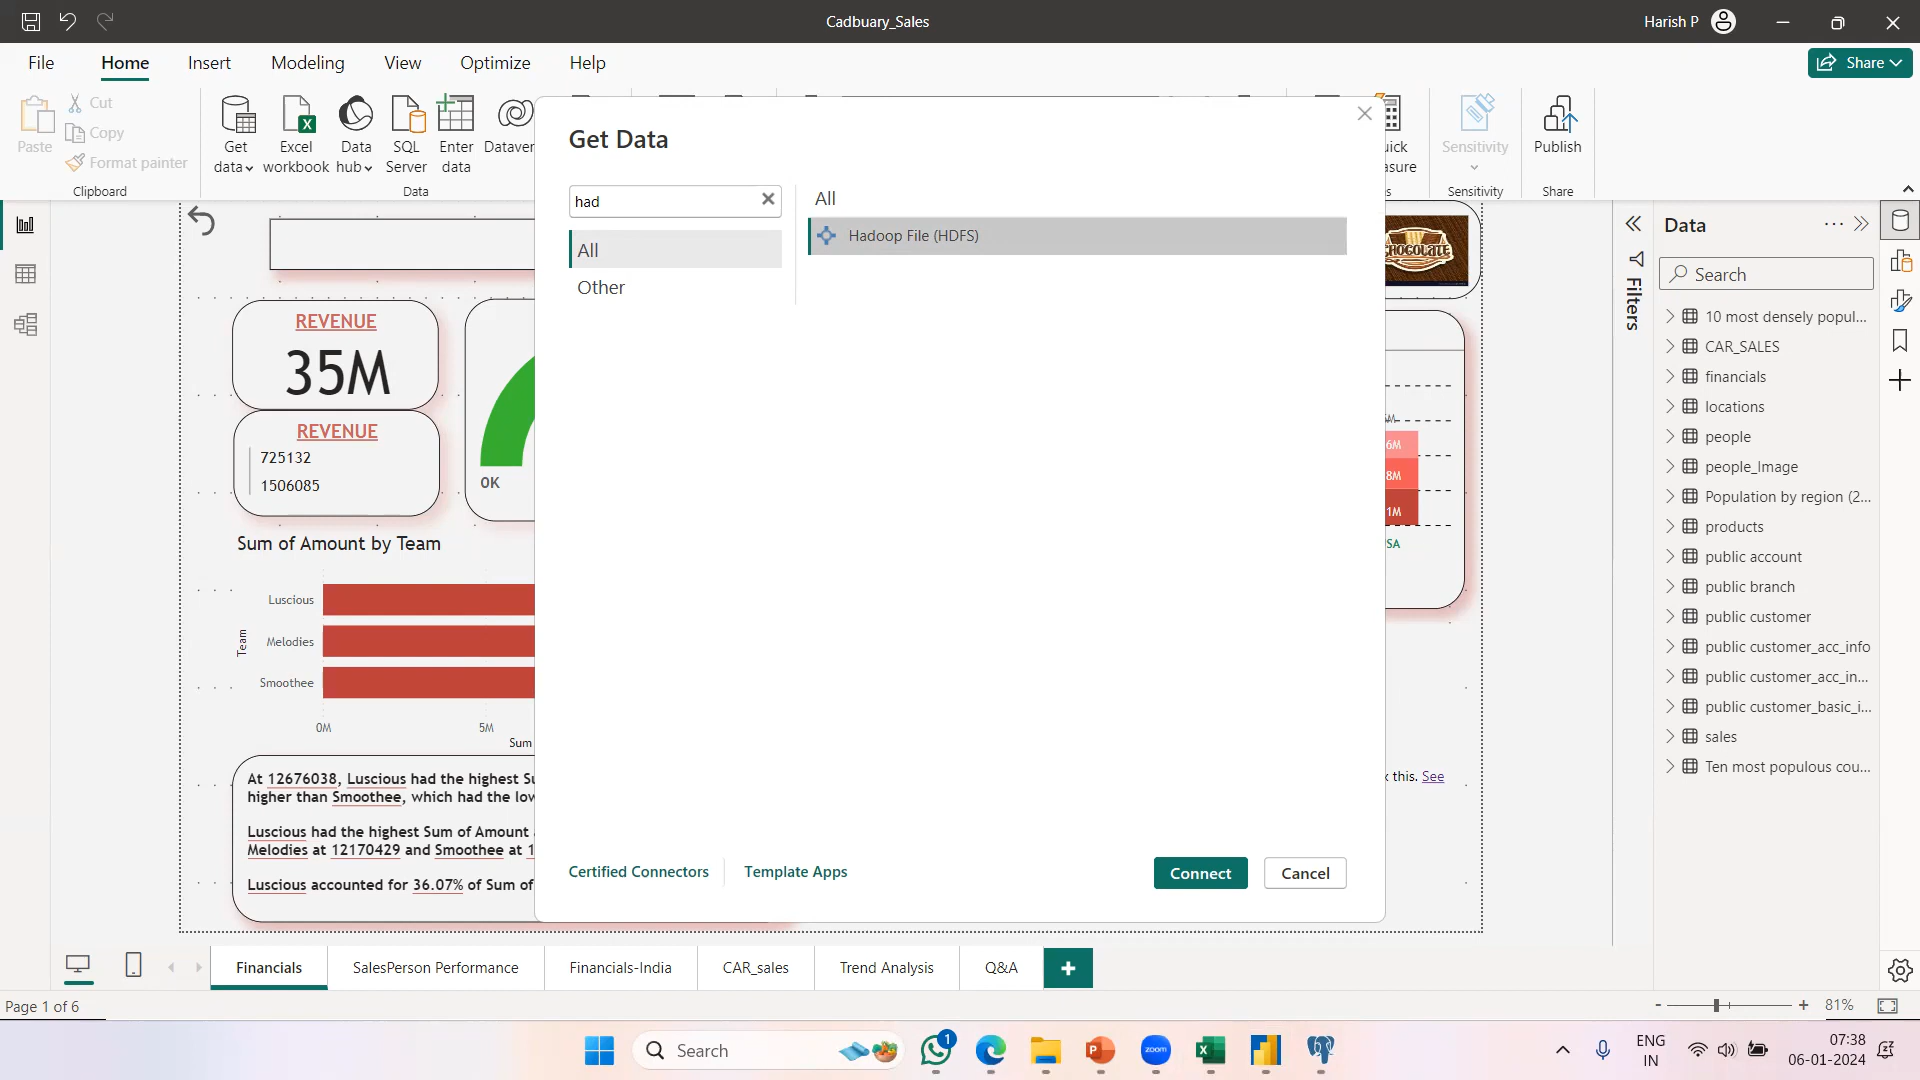 Cadbuary_Sales
Harish P
File Home Insert Modeling View Optimize Help
Share
Paste
Cut
Copy
Format painter
Clipboard
Get data
Excel workbook
Data hub
SQL Server
Enter data
Data
Sensitivity
Sensitivity
Publish
Share
Get Data
had
All
Other
All
Hadoop File (HDFS)
Certified Connectors
Template Apps
Connect
Cancel
REVENUE
35M
REVENUE
725132
1506085
0K
Sum of Amount by Team
Team
Luscious
Melodies
Smoothee
0M 5M
Sum
At 12676038, Luscious had the highest
higher than Smoothee, which had the
Luscious had the highest Sum of Amount
Melodies at 12170429 and Smoothee at
Luscious accounted for 36.07% of Sum of
CHOCOLATE
this. See
Filters
Data
Search
10 most densely popul...
CAR_SALES
financials
locations
people
people_Image
Population by region (2...
products
public account
public branch
public customer
public customer_acc_info
public customer_acc_in...
public customer_basic_i...
sales
Ten most populous cou...
Financials
SalesPerson Performance
Financials-India
CAR_sales
Trend Analysis
Q&A
Page 1 of 6
- + 81%
Search
1
zoom
ENG
IN
07:38
06-01-2024